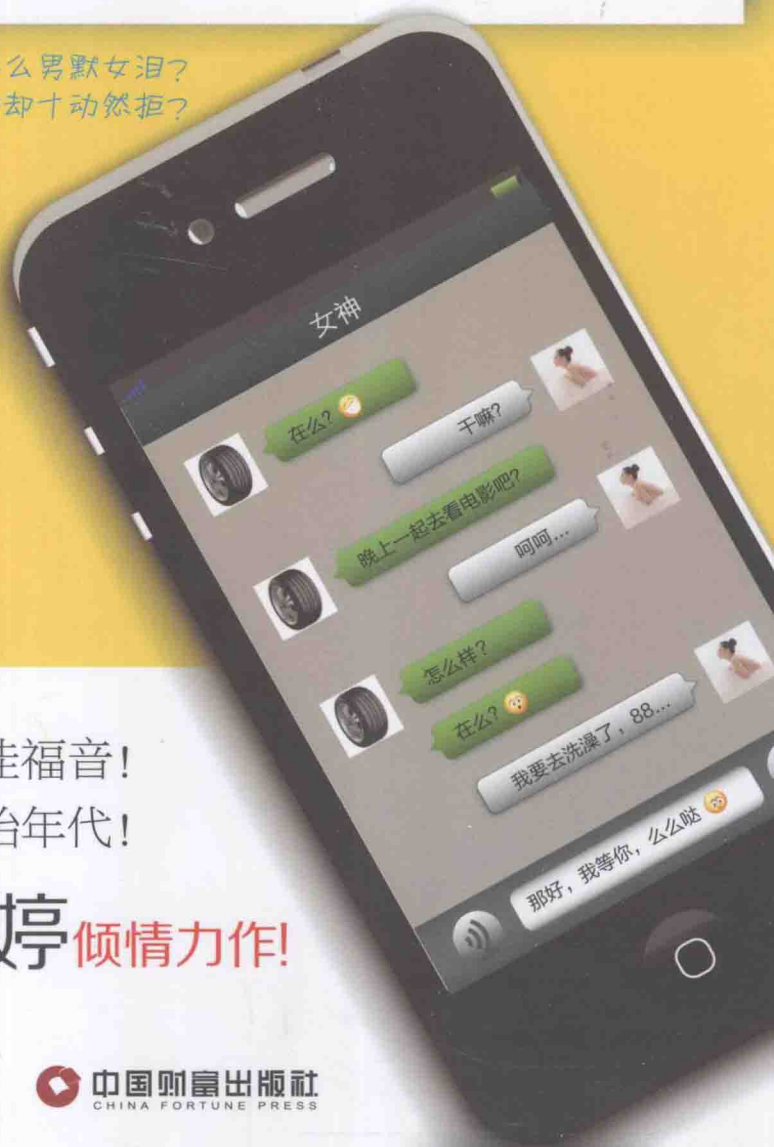 么男默女泪?
却十动然拒?
女神
在么?
干嘛?
晚上一起去看电影吧?
呵呵...
怎么样?
在么?
我要去洗澡了，88...
那好，我等你，么么哒
佳福音!
治年代!
婷倾情力作!
中国财富出版社
CHINA FORTUNE PRESS